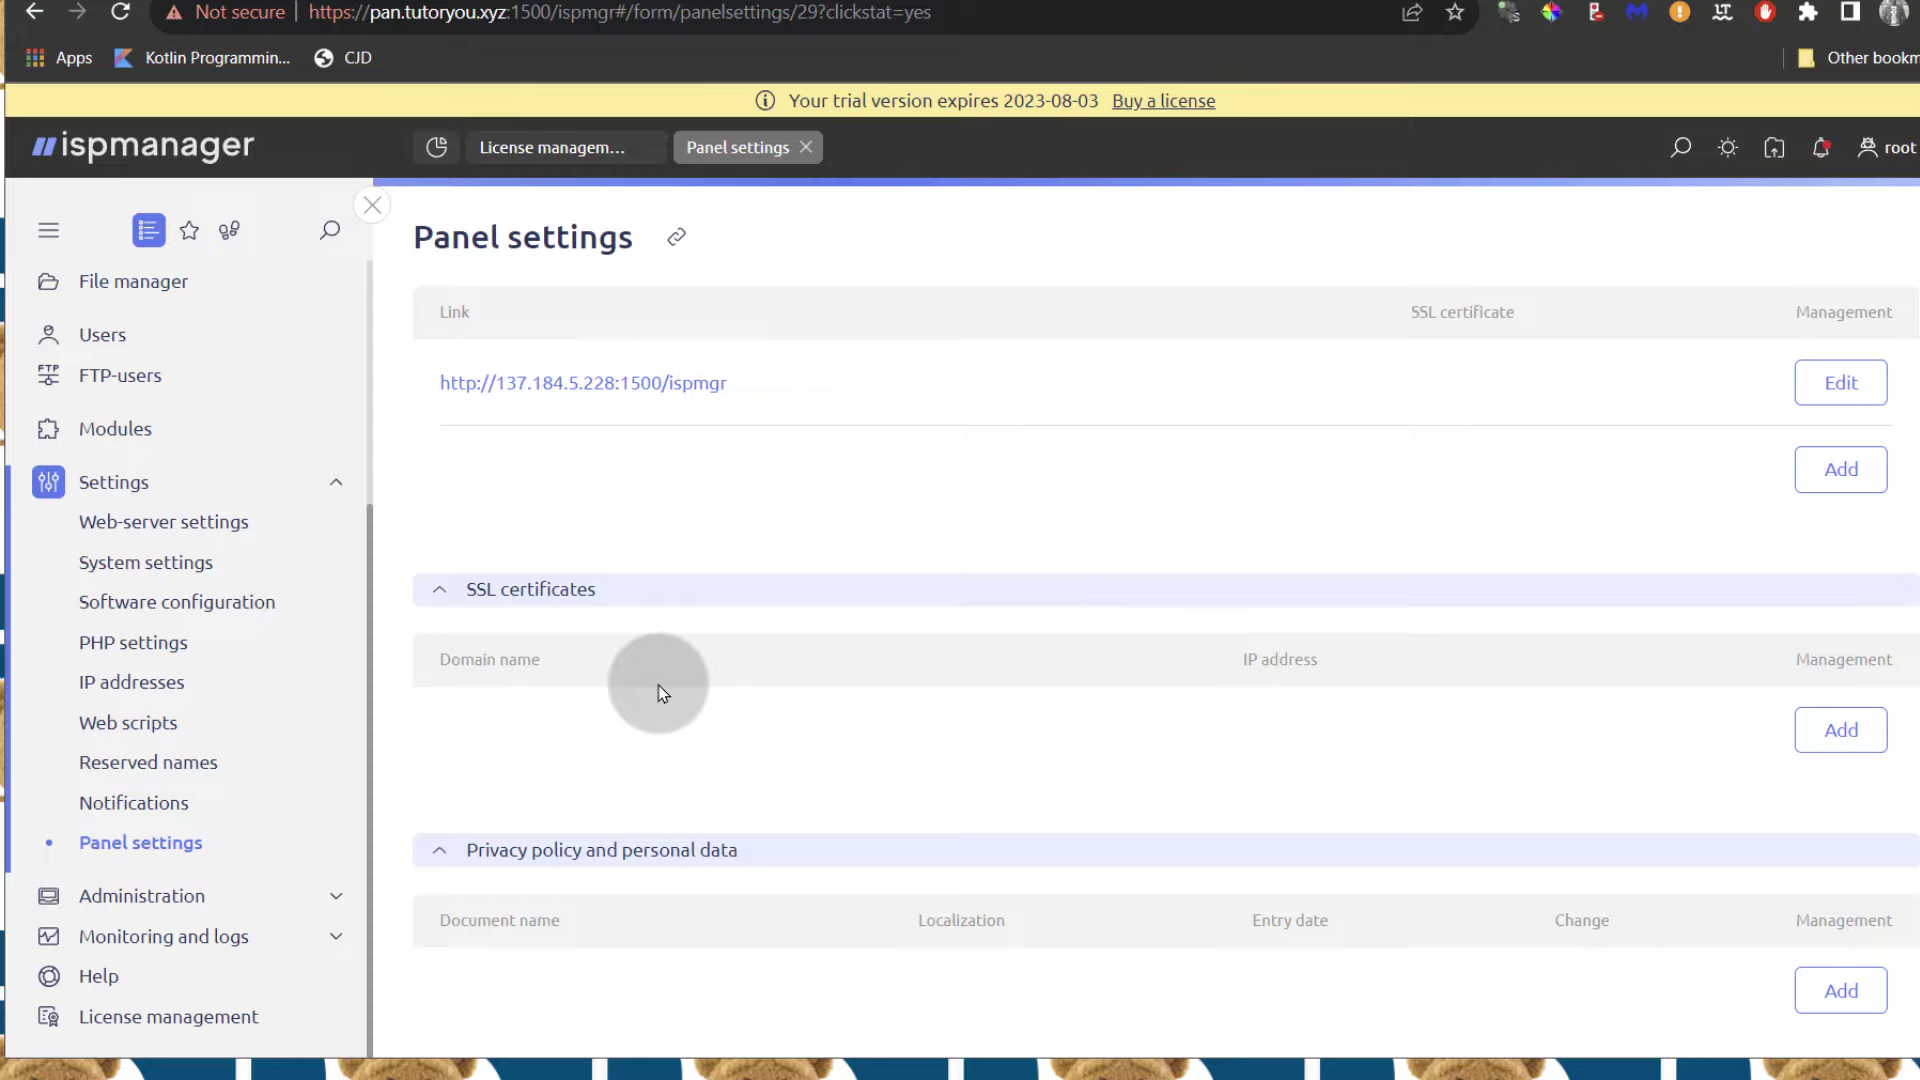 Not secure
https://pan.tutoryou.xyz:1500/ispmgr#/form/panelsettings/29?clickstat=yes
Apps
Kotlin Programmin...
CJD
Other bookm
Your trial version expires 2023-08-03 Buy a license
ispmanager
License managem...
Panel settings
root
Panel settings
File manager
Users
FTP
FTP-users
Modules
Settings
Web-server settings
System settings
Software configuration
PHP settings
IP addresses
Web scripts
Reserved names
Notifications
Panel settings
Administration
Monitoring and logs
Help
License management
Link
SSL certificate
Management
http://137.184.5.228:1500/ispmgr
Edit
Add
SSL certificates
Domain name
IP address
Management
Add
Privacy policy and personal data
Document name
Localization
Entry date
Change
Management
Add